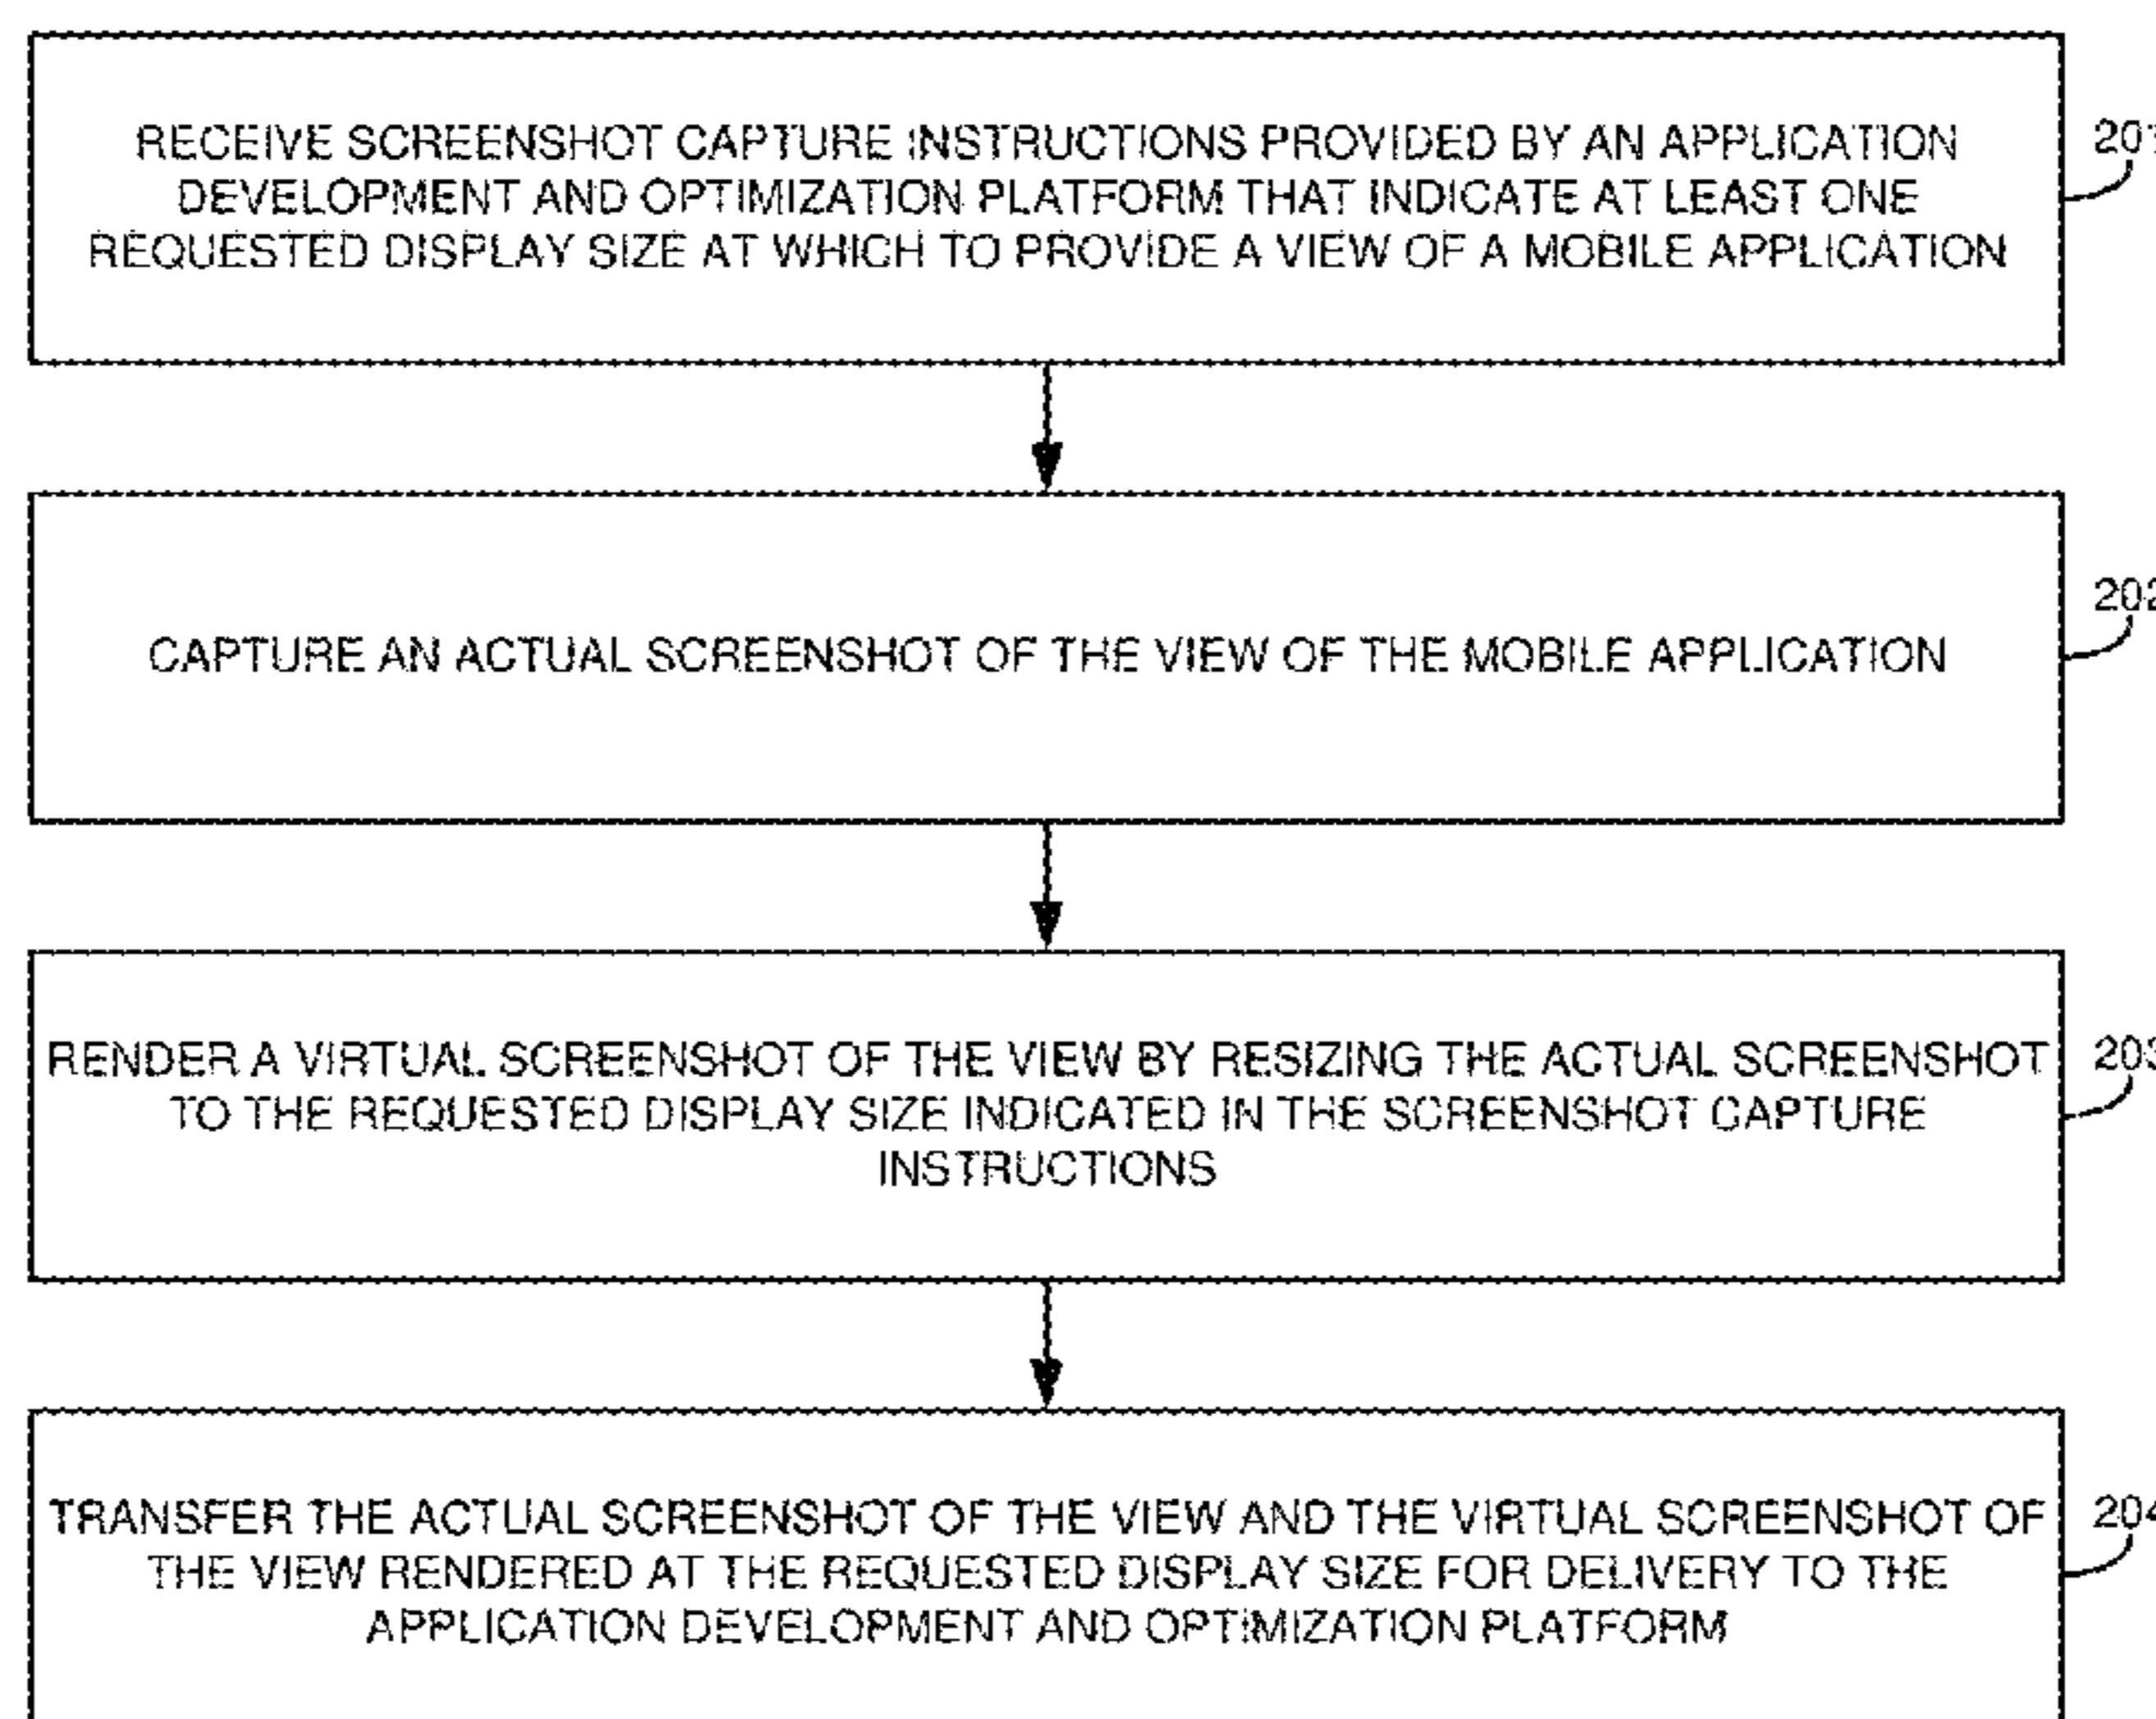 RECEIVE SCREENSHOT CAPTURE INSTRUCTIONS PROVIDED BY AN APPLICATION
DEVELOPMENT AND OPTIMIZATION PLATFORM THAT INDICATE AT LEAST ONE
REQUESTED DISPLAY SIZE AT WHICH TO PROVIDE A VIEW OF A MOBILE APPLICATION
201
CAPTURE AN ACTUAL SCREENSHOT OF THE VIEW OF THE MOBILE APPLICATION
202
RENDER A VIRTUAL SCREENSHOT OF THE VIEW BY RESIZING THE ACTUAL SCREENSHOT
TO THE REQUESTED DISPLAY SIZE INDICATED IN THE SCREENSHOT CAPTURE
INSTRUCTIONS
203
TRANSFER THE ACTUAL SCREENSHOT OF THE VIEW AND THE VIRTUAL SCREENSHOT OF
THE VIEW RENDERED AT THE REQUESTED DISPLAY SIZE FOR DELIVERY TO THE
APPLICATION DEVELOPMENT AND OPTIMIZATION PLATFORM
204